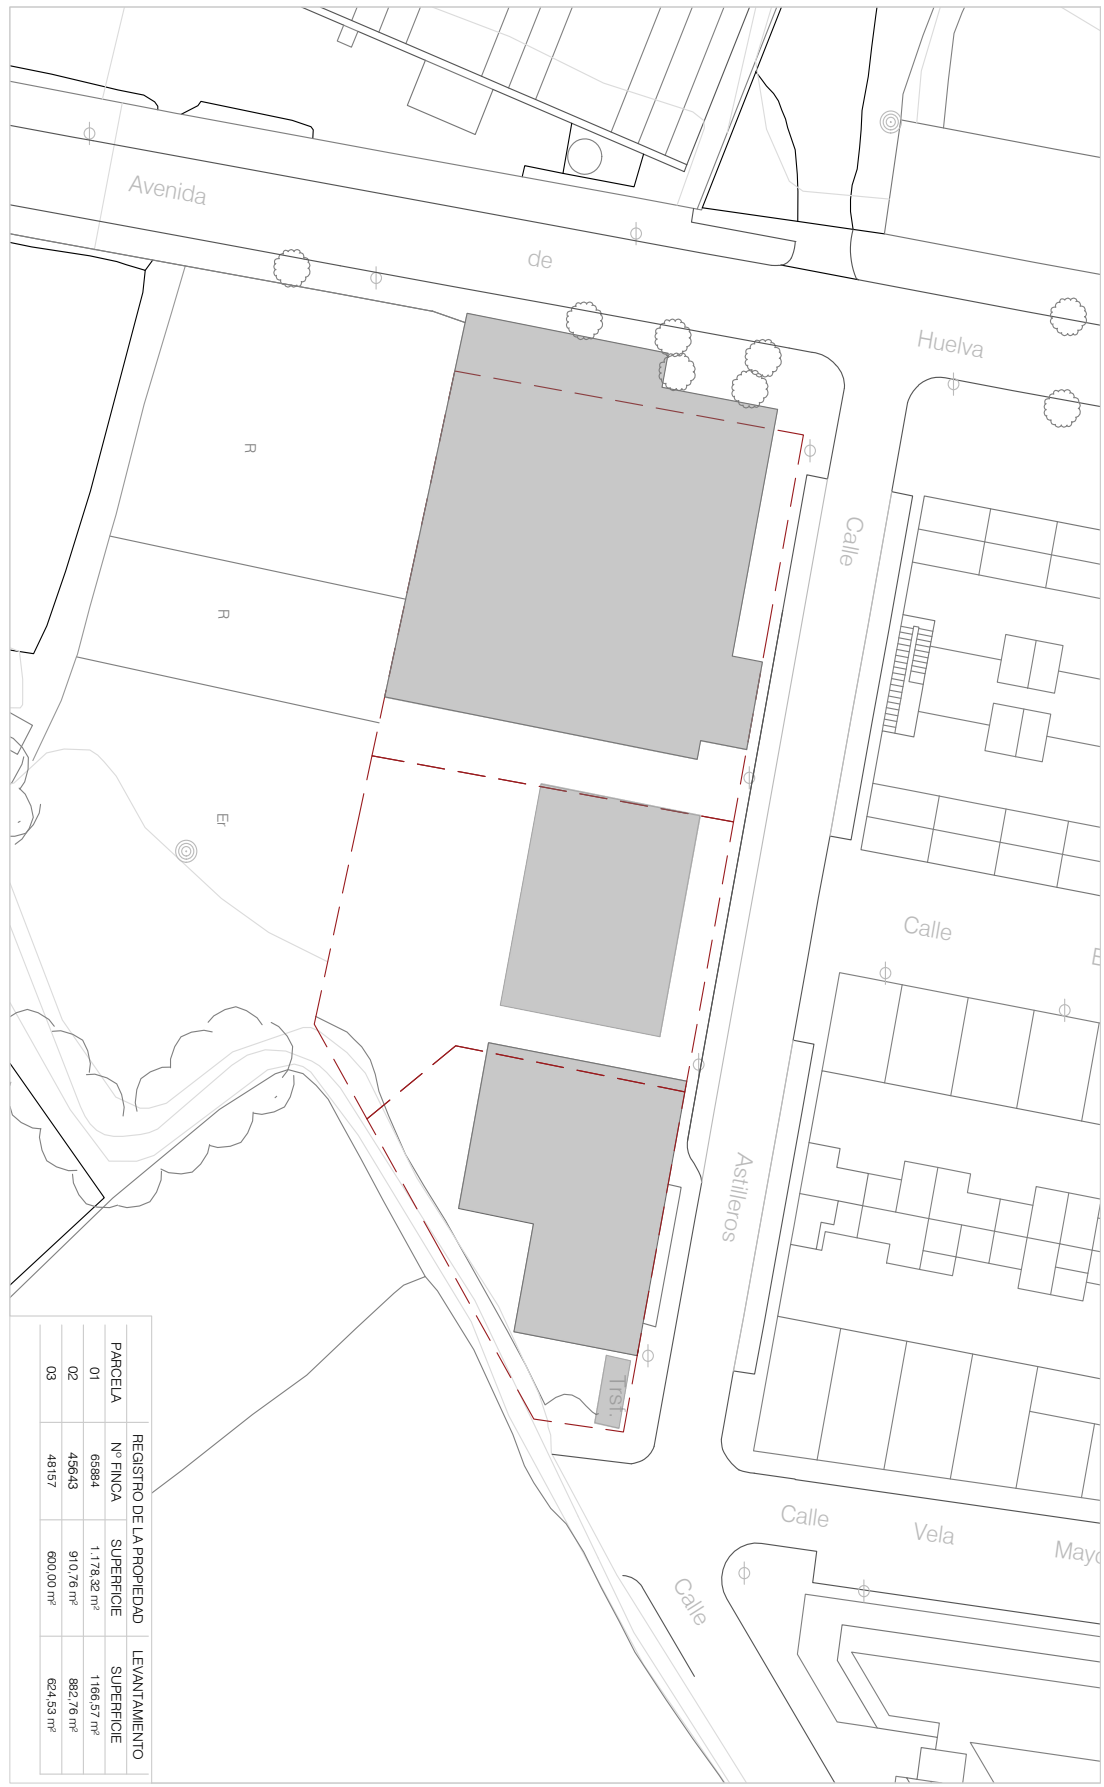 Avenida
de
Huelva
R
R
Er
Calle
Astilleros
Calle
E
Trsf.
Calle
Vela
Mayo
Calle
REGISTRO DE LA PROPIEDAD LEVANTAMIENTO
PARCELA Nº FINCA SUPERFICIE SUPERFICIE
01 65884 1.178,32 m² 1166,57 m²
02 45643 910,76 m² 882,76 m²
03 48157 600,00 m² 624,53 m²